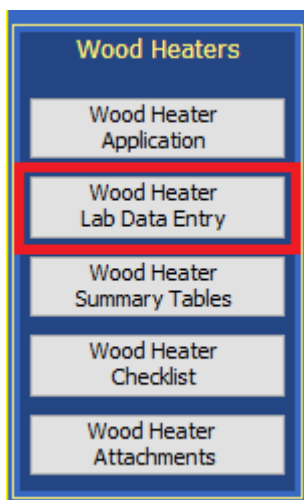 Wood Heaters
Wood Heater
Application
Wood Heater
Lab Data Entry
Wood Heater
Summary Tables
Wood Heater
Checklist
Wood Heater
Attachments